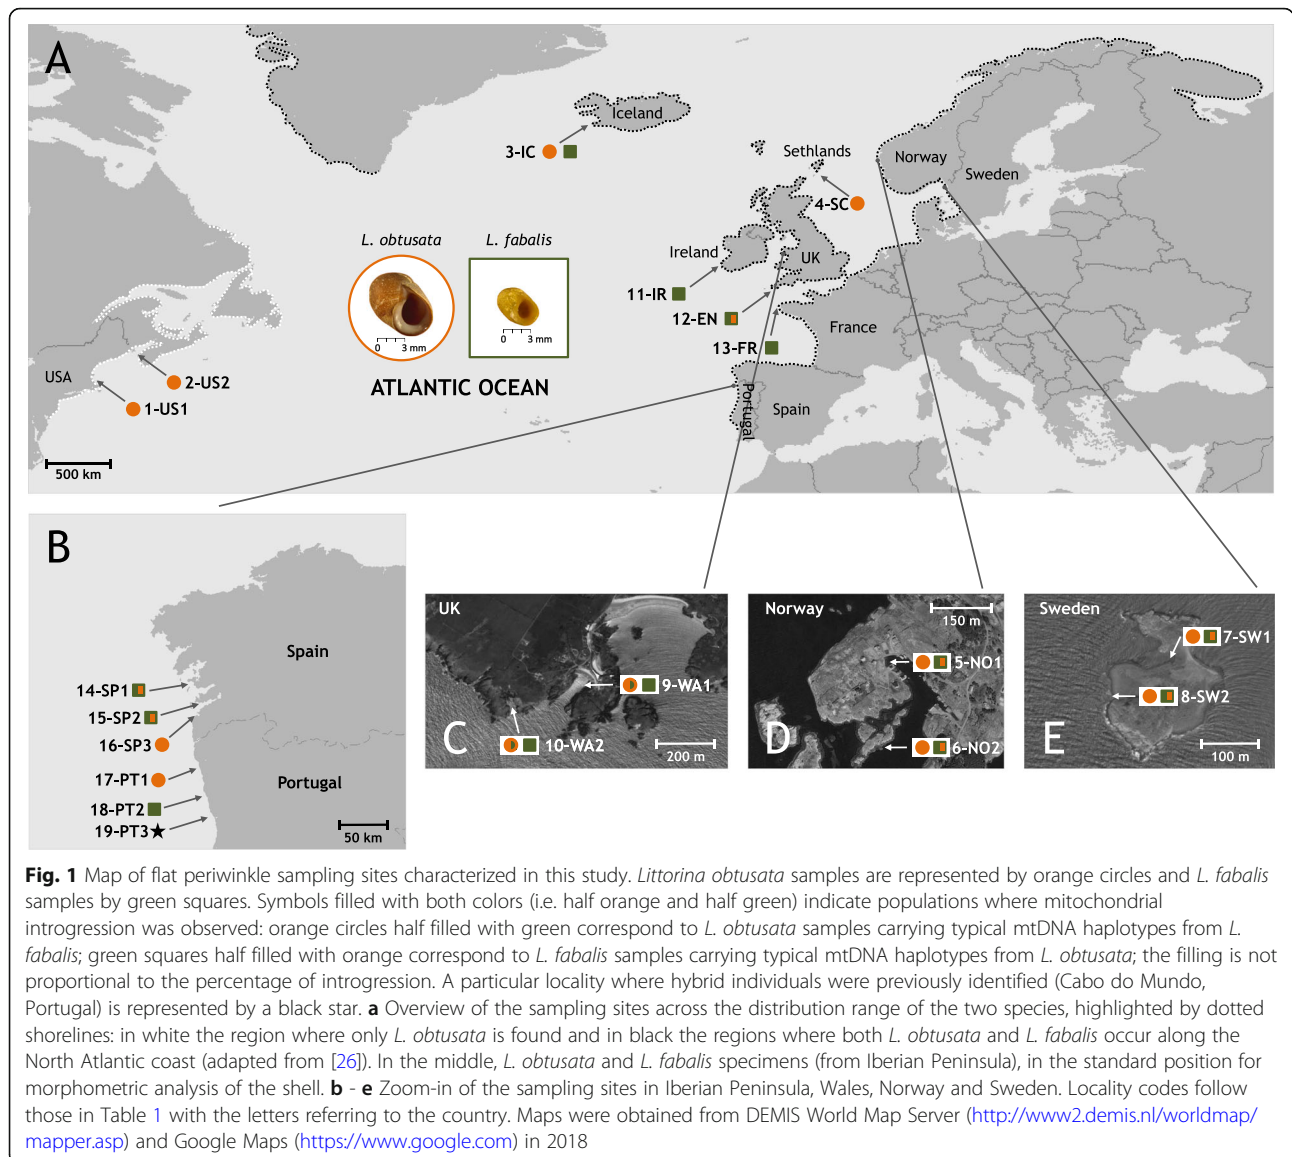 A
Iceland
3-IC
Sethlands
Norway
Sweden
4-SC
L. obtusata
L. fabalis
Ireland
UK
11-IR
12-EN
France
13-FR
0 3 mm
0 3 mm
USA
2-US2
1-US1
ATLANTIC OCEAN
Portugal
Spain
500 km
B
Spain
14-SP1
15-SP2
16-SP3
17-PT1
Portugal
18-PT2
19-PT3
50 km
UK
9-WA1
C
10-WA2
200 m
Norway
150 m
5-NO1
D
6-NO2
Sweden
7-SW1
8-SW2
E
100 m
Fig. 1 Map of flat periwinkle sampling sites characterized in this study. Littorina obtusata samples are represented by orange circles and L. fabalis
samples by green squares. Symbols filled with both colors (i.e. half orange and half green) indicate populations where mitochondrial
introgression was observed: orange circles half filled with green correspond to L. obtusata samples carrying typical mtDNA haplotypes from L.
fabalis; green squares half filled with orange correspond to L. fabalis samples carrying typical mtDNA haplotypes from L. obtusata; the filling is not
proportional to the percentage of introgression. A particular locality where hybrid individuals were previously identified (Cabo do Mundo,
Portugal) is represented by a black star. a Overview of the sampling sites across the distribution range of the two species, highlighted by dotted
shorelines: in white the region where only L. obtusata is found and in black the regions where both L. obtusata and L. fabalis occur along the
North Atlantic coast (adapted from [26]). In the middle, L. obtusata and L. fabalis specimens (from Iberian Peninsula), in the standard position for
morphometric analysis of the shell. b - e Zoom-in of the sampling sites in Iberian Peninsula, Wales, Norway and Sweden. Locality codes follow
those in Table 1 with the letters referring to the country. Maps were obtained from DEMIS World Map Server (http://www2.demis.nl/worldmap/
mapper.asp) and Google Maps (https://www.google.com) in 2018